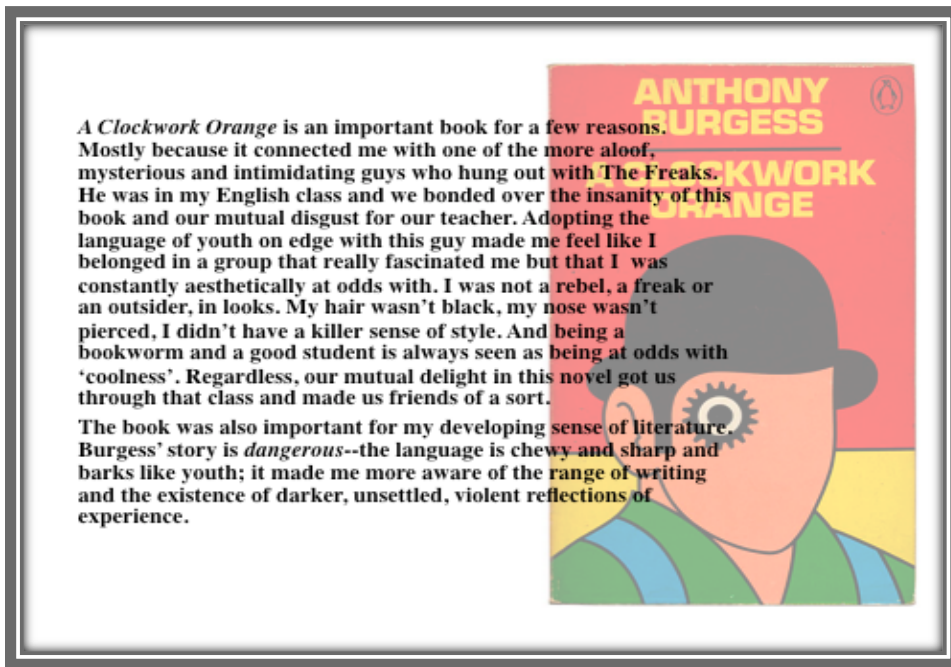 ANTHONY
BURGESS
A CLOCKWORK
ORANGE
A Clockwork Orange is an important book for a few reasons.
Mostly because it connected me with one of the more aloof,
mysterious and intimidating guys who hung out with The Freaks.
He was in my English class and we bonded over the insanity of this
book and our mutual disgust for our teacher. Adopting the
language of youth on edge with this guy made me feel like I
belonged in a group that really fascinated me but that I was
constantly aesthetically at odds with. I was not a rebel, a freak or
an outsider, in looks. My hair wasn’t black, my nose wasn’t
pierced, I didn’t have a killer sense of style. And being a
bookworm and a good student is always seen as being at odds with
‘coolness’. Regardless, our mutual delight in this novel got us
through that class and made us friends of a sort.
The book was also important for my developing sense of literature.
Burgess’ story is dangerous--the language is chewy and sharp and
barks like youth; it made me more aware of the range of writing
and the existence of darker, unsettled, violent reflections of
experience.